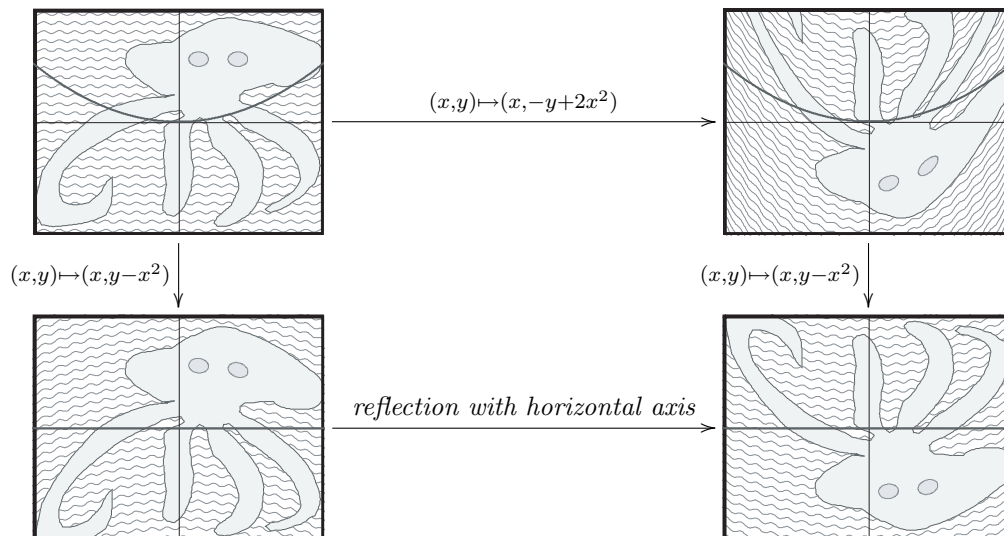 (x,y)↦(x,−y+2x²)
(x,y)↦(x,y−x²)
(x,y)↦(x,y−x²)
reflection with horizontal axis